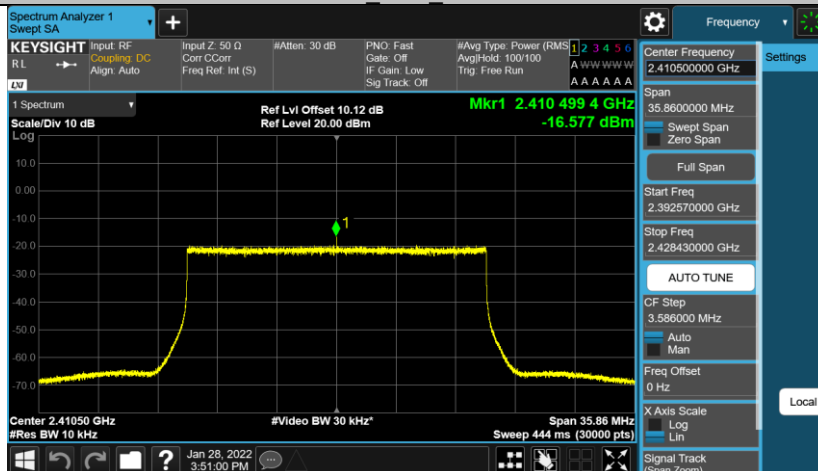 Spectrum Analyzer 1
Swept SA
+
Frequency
KEYSIGHT
R L
LXI
Input: RF
Coupling: DC
Align: Auto
Input Z: 50 Ω
Corr CCorr
Freq Ref: Int (S)
#Atten: 30 dB
PNO: Fast
Gate: Off
IF Gain: Low
Sig Track: Off
#Avg Type: Power (RMS
Avg|Hold: 100/100
Trig: Free Run
1 2 3 4 5 6
A W W W W W
A A A A A A
1 Spectrum
Scale/Div 10 dB
Log
Ref Lvl Offset 10.12 dB
Ref Level 20.00 dBm
Mkr1 2.410 499 4 GHz
-16.577 dBm
10.0
0.00
-10.0
-20.0
-30.0
-40.0
-50.0
-60.0
-70.0
1
Center 2.41050 GHz
#Res BW 10 kHz
#Video BW 30 kHz*
Span 35.86 MHz
Sweep 444 ms (30000 pts)
Jan 28, 2022
3:51:00 PM
?
Center Frequency
2.410500000 GHz
Span
35.8600000 MHz
Swept Span
Zero Span
Full Span
Start Freq
2.392570000 GHz
Stop Freq
2.428430000 GHz
AUTO TUNE
CF Step
3.586000 MHz
Auto
Man
Freq Offset
0 Hz
X Axis Scale
Log
Lin
Signal Track
(Span Zoom)
Settings
Local